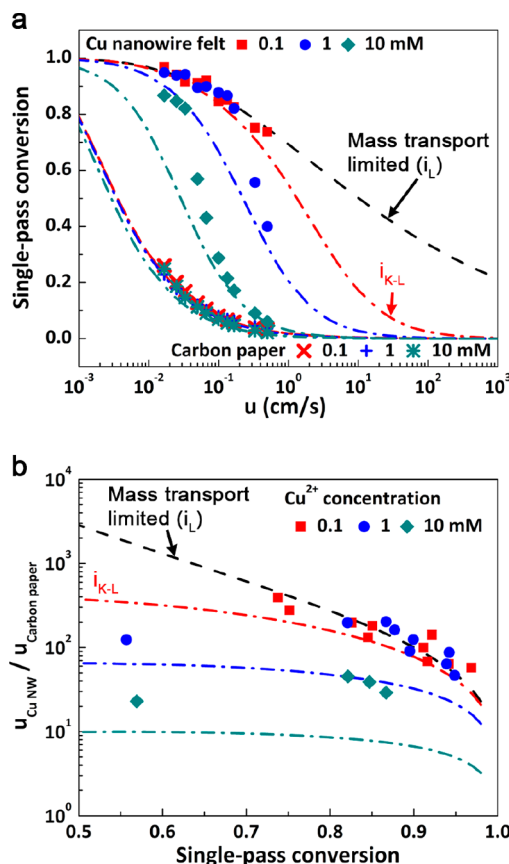 a
Cu nanowire felt 0.1 1 10 mM
1.0
0.8
0.6
0.4
0.2
0.0
Single-pass conversion
Mass transport
limited (iL)
iK-L
Carbon paper 0.1 1 10 mM
10-3 10-2 10-1 100 101 102 103
u (cm/s)
b
Mass transport
limited (iL)
Cu2+ concentration
0.1 1 10 mM
iK-L
104
103
102
101
100
uCu NW / uCarbon paper
0.5 0.6 0.7 0.8 0.9 1.0
Single-pass conversion